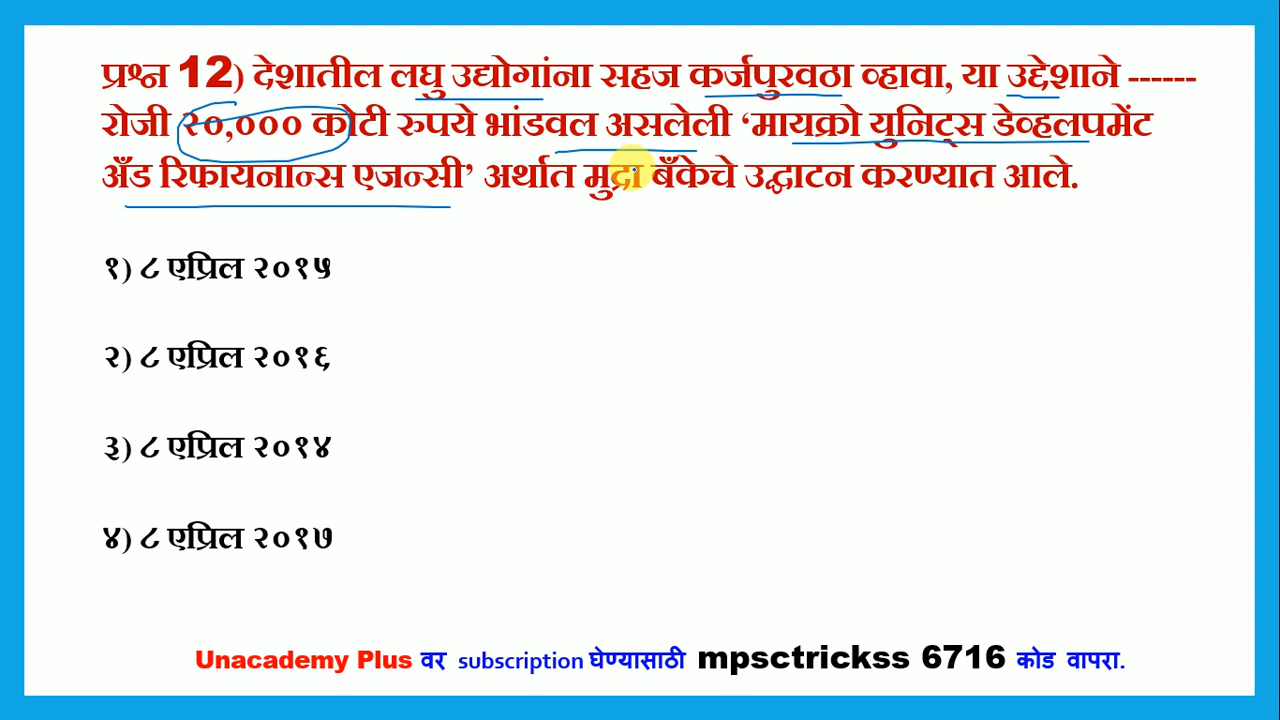 प्रश्न 12) देशातील लघु उद्योगांना सहज कर्जपुरवठा व्हावा, या उद्देशाने ------
रोजी २०,००० कोटी रुपये भांडवल असलेली ‘मायक्रो युनिट्स डेव्हलपमेंट
अँड रिफायनान्स एजन्सी’ अर्थात मुद्रा बँकेचे उद्घाटन करण्यात आले.
१) ८ एप्रिल २०१५
२) ८ एप्रिल २०१६
३) ८ एप्रिल २०१४
४) ८ एप्रिल २०१७
Unacademy Plus वर subscription घेण्यासाठी mpsctrickss 6716 कोड वापरा.